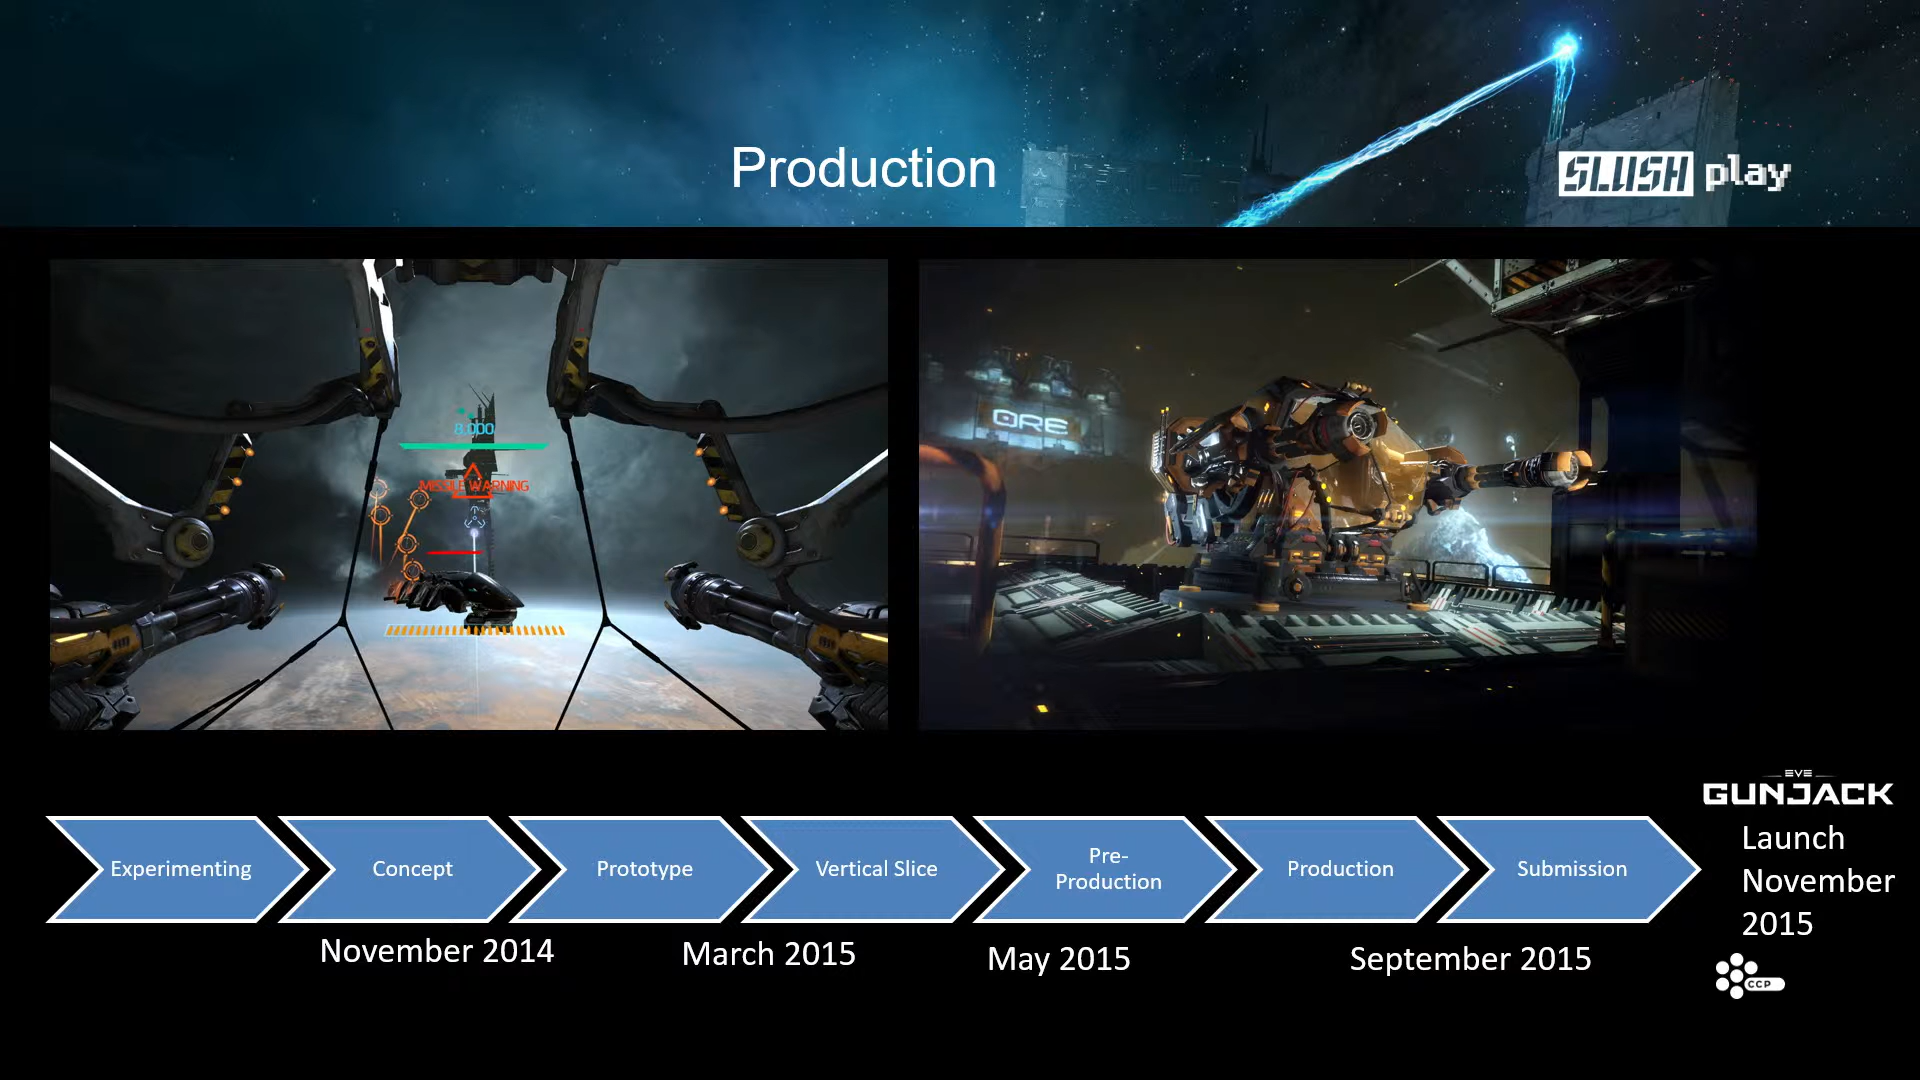 Production
SLUSH play
8.000
MISSILE WARNING
ORE
EVE
GUNJACK
Launch
November
2015
Experimenting
Concept
Prototype
Vertical Slice
Pre-
Production
Production
Submission
November 2014
March 2015
May 2015
September 2015
CCP